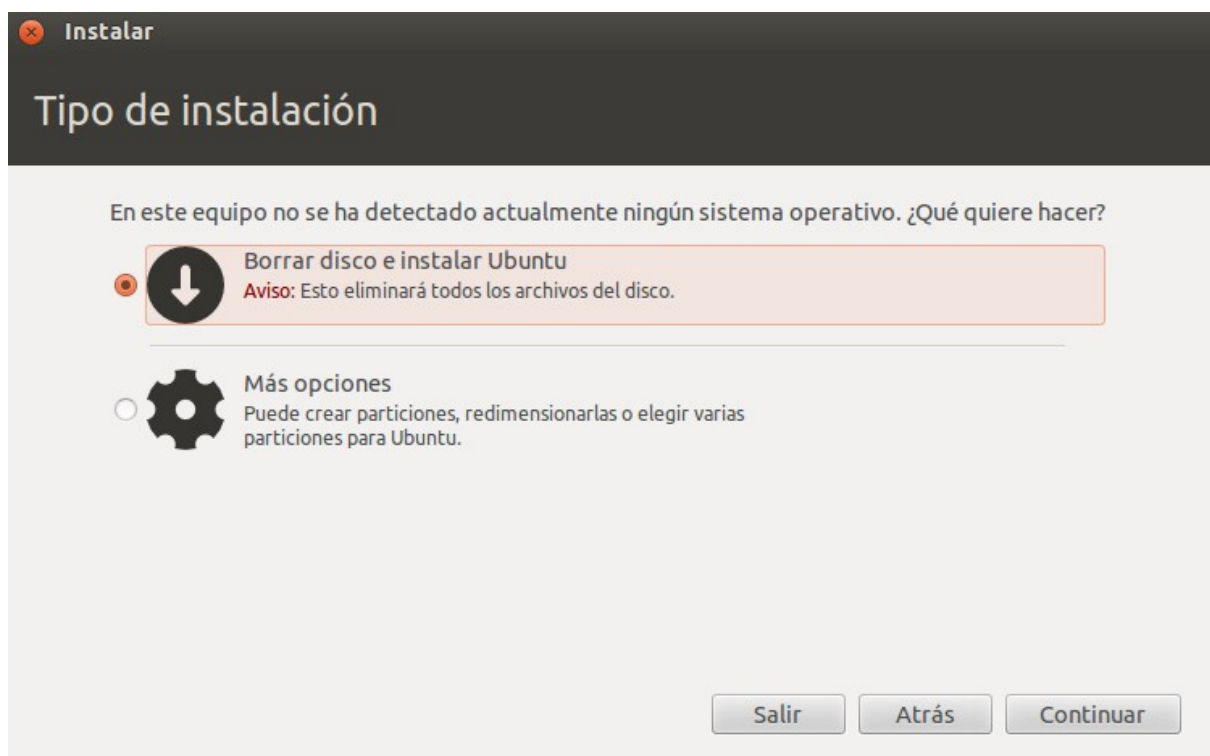 Instalar
Tipo de instalación
En este equipo no se ha detectado actualmente ningún sistema operativo. ¿Qué quiere hacer?
Borrar disco e instalar Ubuntu
Aviso: Esto eliminará todos los archivos del disco.
Más opciones
Puede crear particiones, redimensionarlas o elegir varias
particiones para Ubuntu.
Salir Atrás Continuar